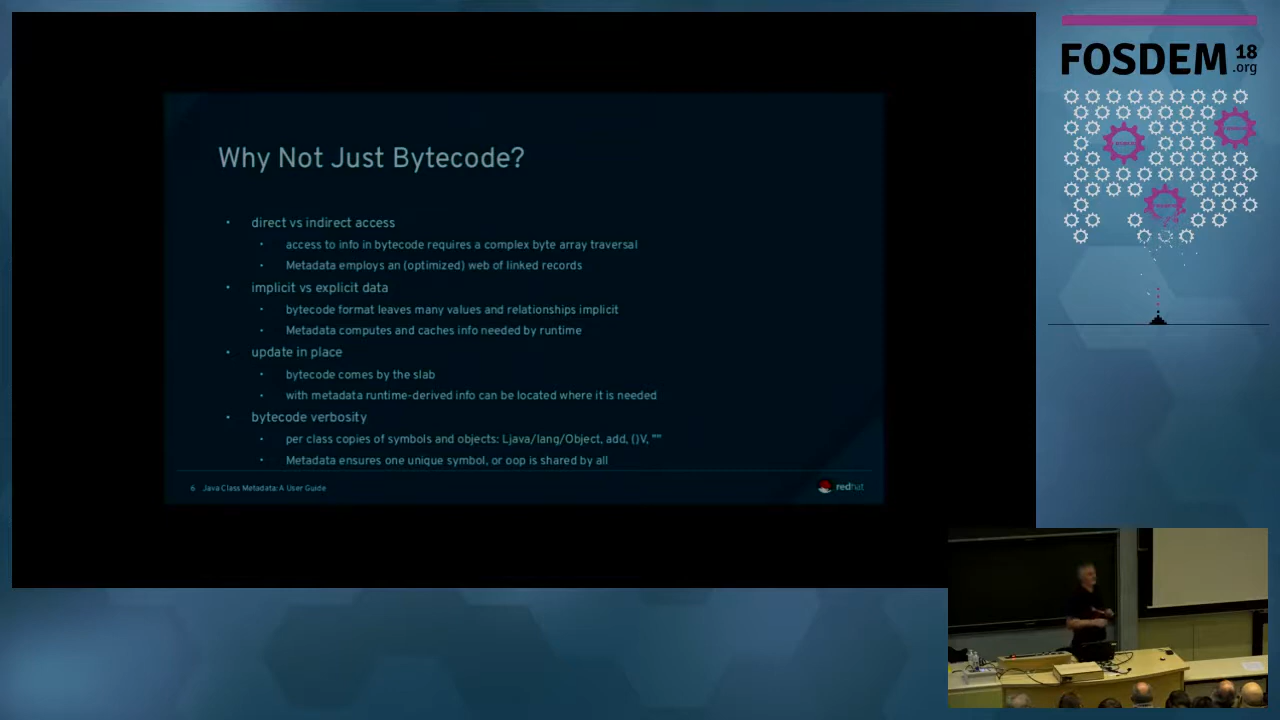 Why Not Just Bytecode?
• direct vs indirect access
• access to info in bytecode requires a complex byte array traversal
• Metadata employs an (optimized) web of linked records
• implicit vs explicit data
• bytecode format leaves many values and relationships implicit
• Metadata computes and caches info needed by runtime
• update in place
• bytecode comes by the slab
• with metadata runtime-derived info can be located where it is needed
• bytecode verbosity
• per class copies of symbols and objects: Ljava/lang/Object, add, ()V, ""
• Metadata ensures one unique symbol, or oop is shared by all
6 Java Class Metadata: A User Guide
redhat
FOSDEM 18
.org